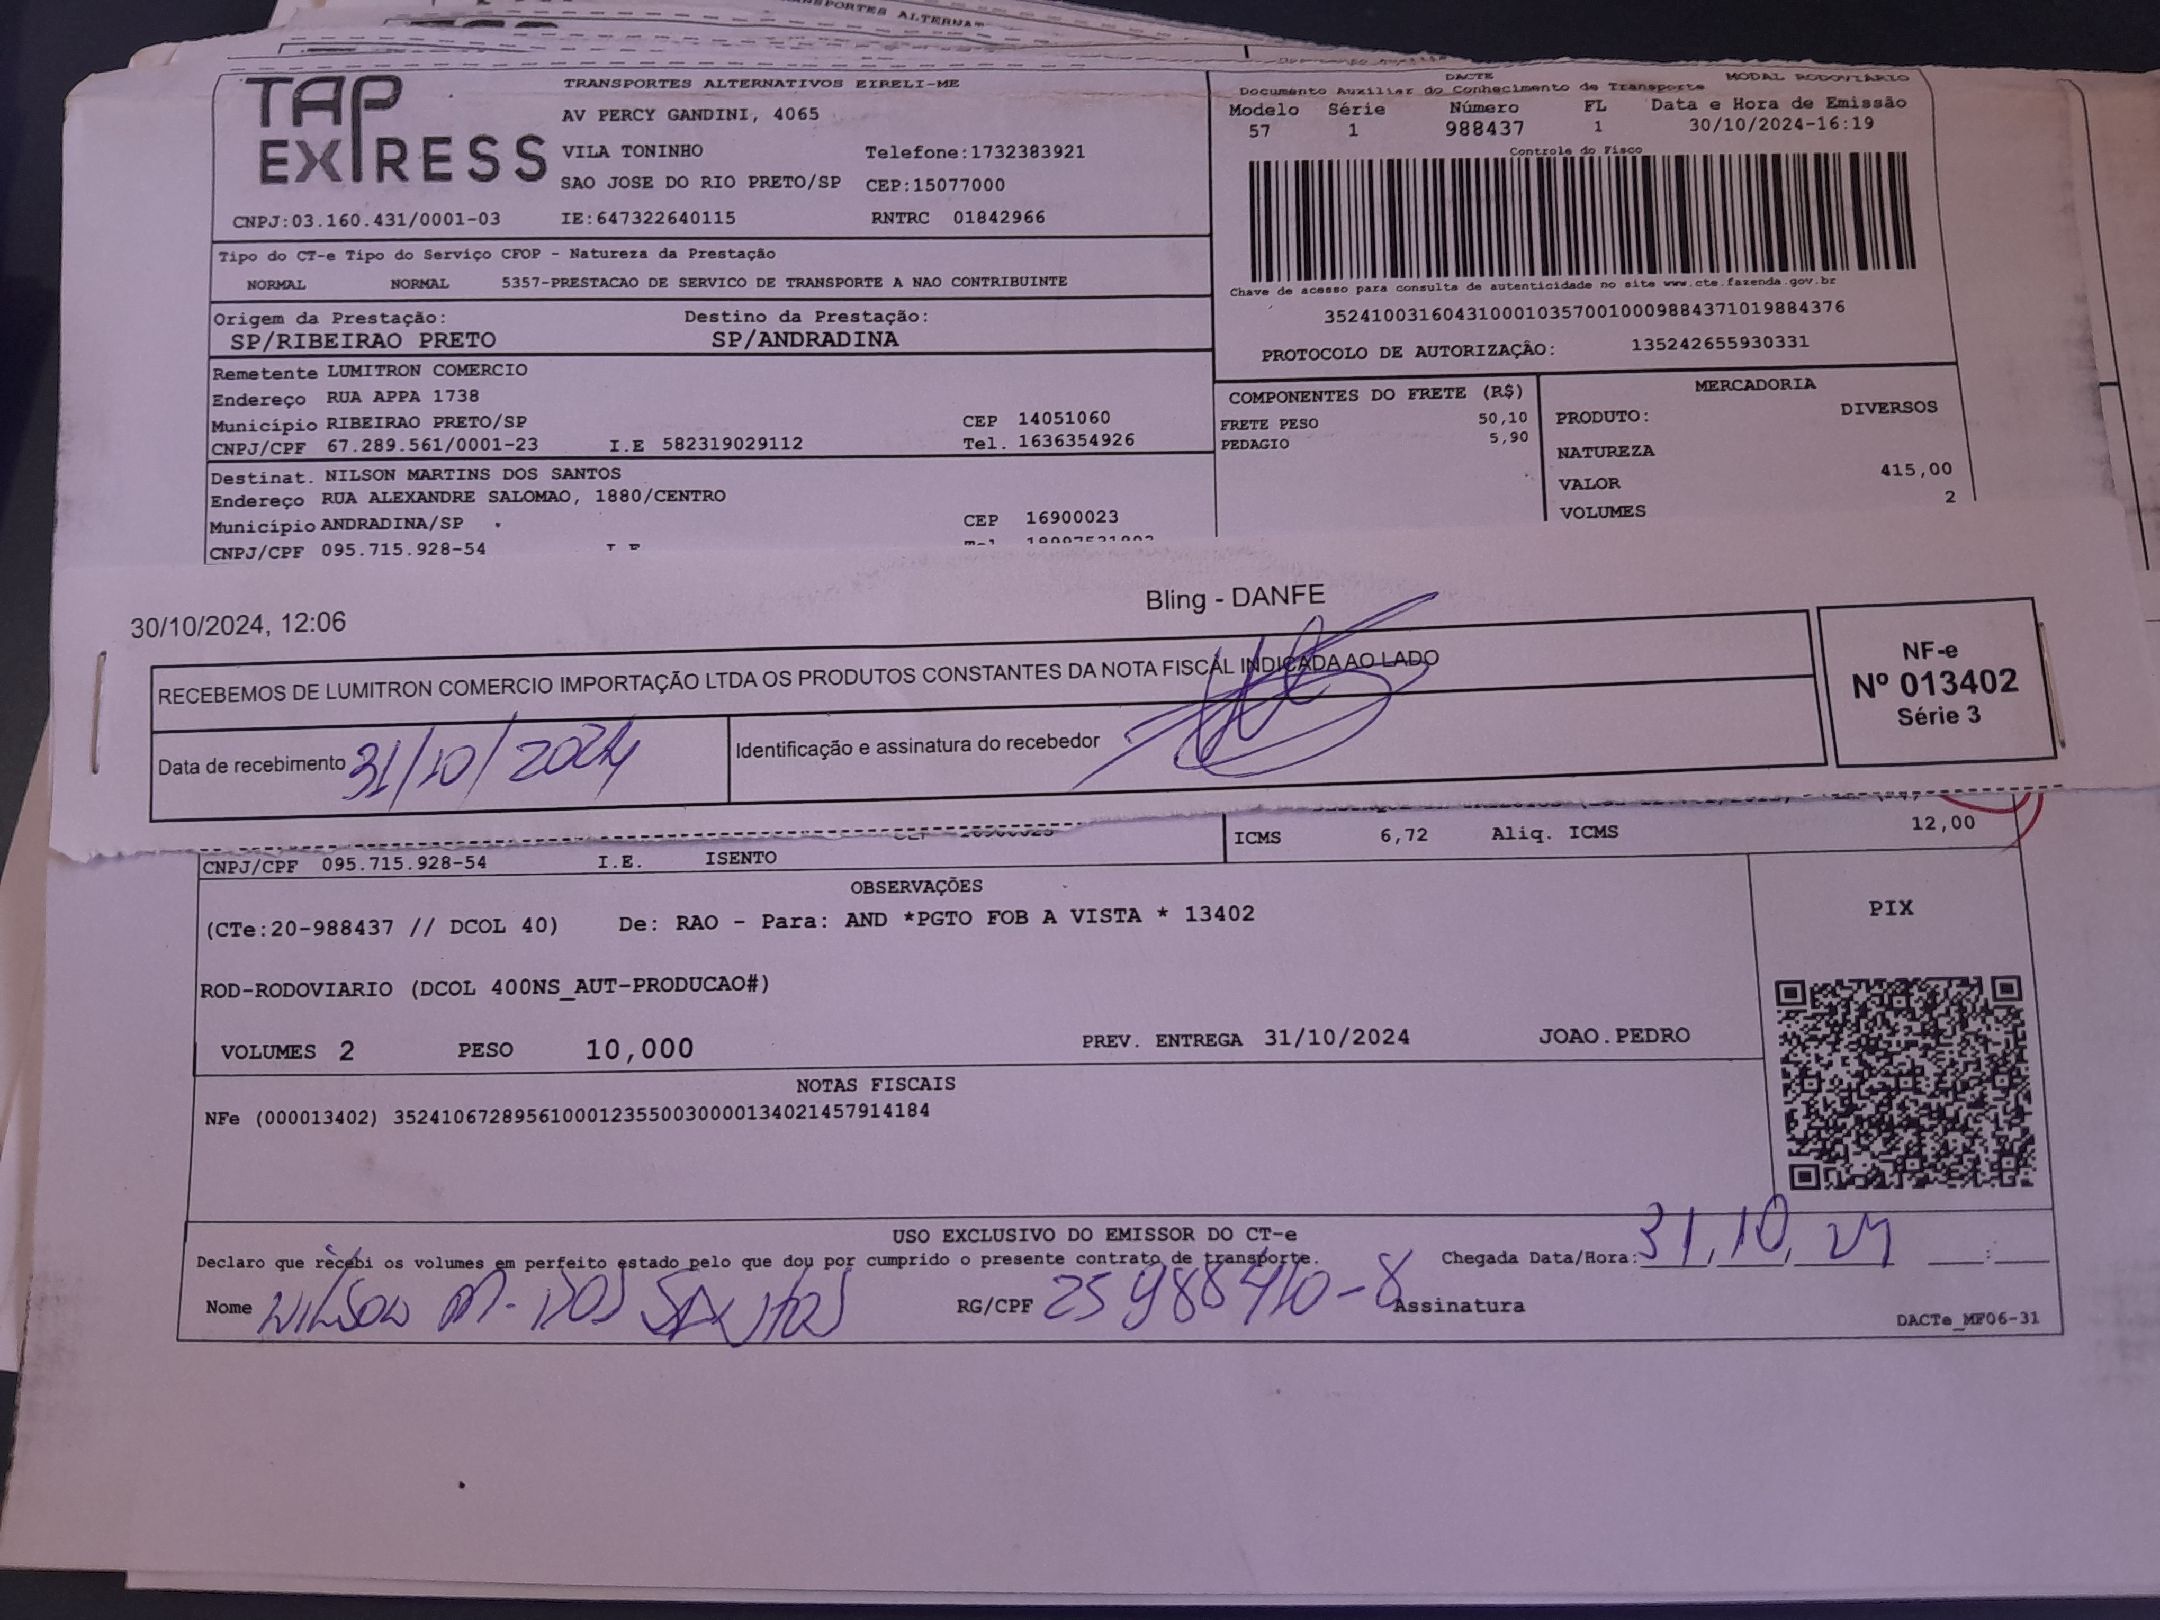 TAP EXPRESS
TRANSPORTES ALTERNATIVOS EIRELI-ME
AV PERCY GANDINI, 4065
VILA TONINHO Telefone:1732383921
SAO JOSE DO RIO PRETO/SP CEP:15077000
CNPJ:03.160.431/0001-03 IE:647322640115 RNTRC 01842966
DACTE MODAL RODOVIÁRIO
Documento Auxiliar do Conhecimento de Transporte
Modelo Série Número FL Data e Hora de Emissão
57 1 988437 1 30/10/2024-16:19
Controle do Fisco
Chave de acesso para consulta de autenticidade no site www.cte.fazenda.gov.br
35241003160431000103570010009884371019884376
PROTOCOLO DE AUTORIZAÇÃO: 135242655930331
Tipo do CT-e Tipo do Serviço CFOP - Natureza da Prestação
NORMAL NORMAL 5357-PRESTACAO DE SERVICO DE TRANSPORTE A NAO CONTRIBUINTE
Origem da Prestação: Destino da Prestação:
SP/RIBEIRAO PRETO SP/ANDRADINA
Remetente LUMITRON COMERCIO
Endereço RUA APPA 1738
Município RIBEIRAO PRETO/SP CEP 14051060
CNPJ/CPF 67.289.561/0001-23 I.E 582319029112 Tel. 1636354926
Destinat. NILSON MARTINS DOS SANTOS
Endereço RUA ALEXANDRE SALOMAO, 1880/CENTRO
Município ANDRADINA/SP CEP 16900023
CNPJ/CPF 095.715.928-54
COMPONENTES DO FRETE (R$)
FRETE PESO 50,10
PEDAGIO 5,90
MERCADORIA
PRODUTO: DIVERSOS
NATUREZA
VALOR 415,00
VOLUMES 2
30/10/2024, 12:06 Bling - DANFE
RECEBEMOS DE LUMITRON COMERCIO IMPORTAÇÃO LTDA OS PRODUTOS CONSTANTES DA NOTA FISCAL INDICADA AO LADO
Data de recebimento 31/10/2024 Identificação e assinatura do recebedor
NF-e
Nº 013402
Série 3
ICMS 6,72 Aliq. ICMS 12,00
CNPJ/CPF 095.715.928-54 I.E. ISENTO
OBSERVAÇÕES
(CTe:20-988437 // DCOL 40) De: RAO - Para: AND *PGTO FOB A VISTA * 13402
ROD-RODOVIARIO (DCOL 400NS_AUT-PRODUCAO#)
VOLUMES 2 PESO 10,000 PREV. ENTREGA 31/10/2024 JOAO.PEDRO
PIX
NOTAS FISCAIS
NFe (000013402) 35241067289561000123550030000134021457914184
USO EXCLUSIVO DO EMISSOR DO CT-e
Declaro que recebi os volumes em perfeito estado pelo que dou por cumprido o presente contrato de transporte. Chegada Data/Hora: 31,10,24 __:__
Nome NILSON M. DOS SANTOS RG/CPF 25988410-8 Assinatura
DACTe_MF06-31